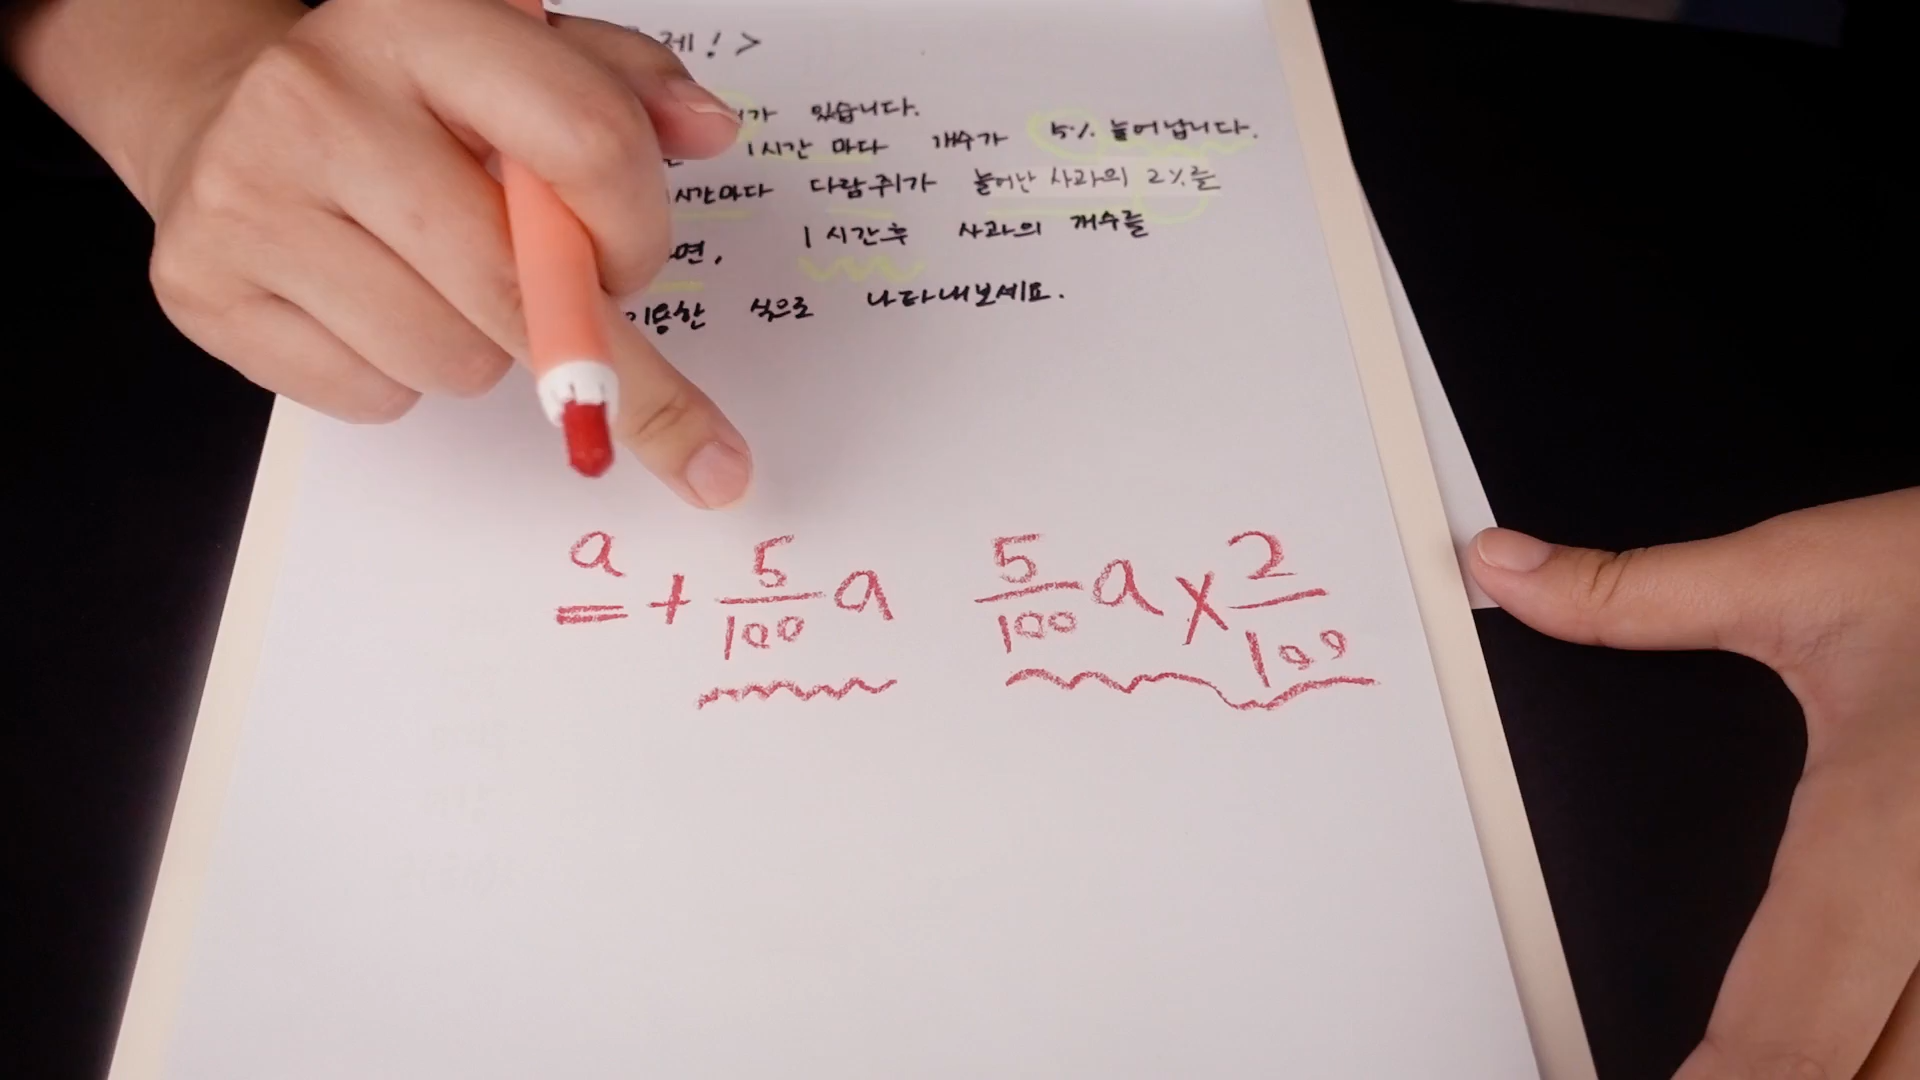 제! >
가 있습니다.
1시간 마다 개수가 5% 늘어납니다.
시간마다 다람쥐가 늘어난 사과의 2%를
면, 1시간후 사과의 개수를
이용한 식으로 나타내보세요.
a + 5/100 a 5/100 a × 2/100